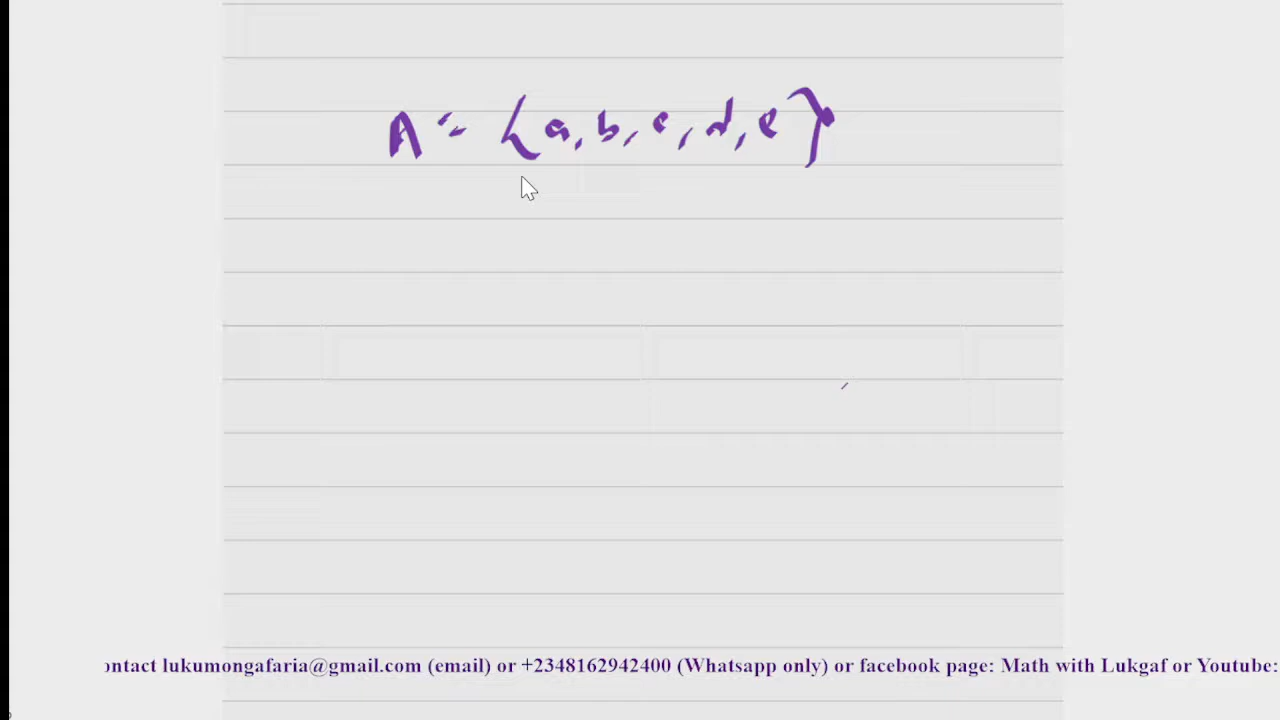 A = {a, b, c, d, e}
ontact lukumongafaria@gmail.com (email) or +2348162942400 (Whatsapp only) or facebook page: Math with Lukgaf or Youtube: